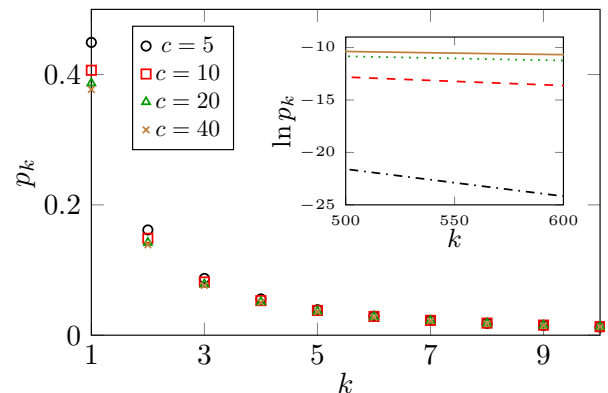 c = 5
c = 10
c = 20
c = 40
0.4
0.2
0
p_k
1 3 5 7 9
k
−10
−15
−20
−25
ln p_k
500 550 600
k